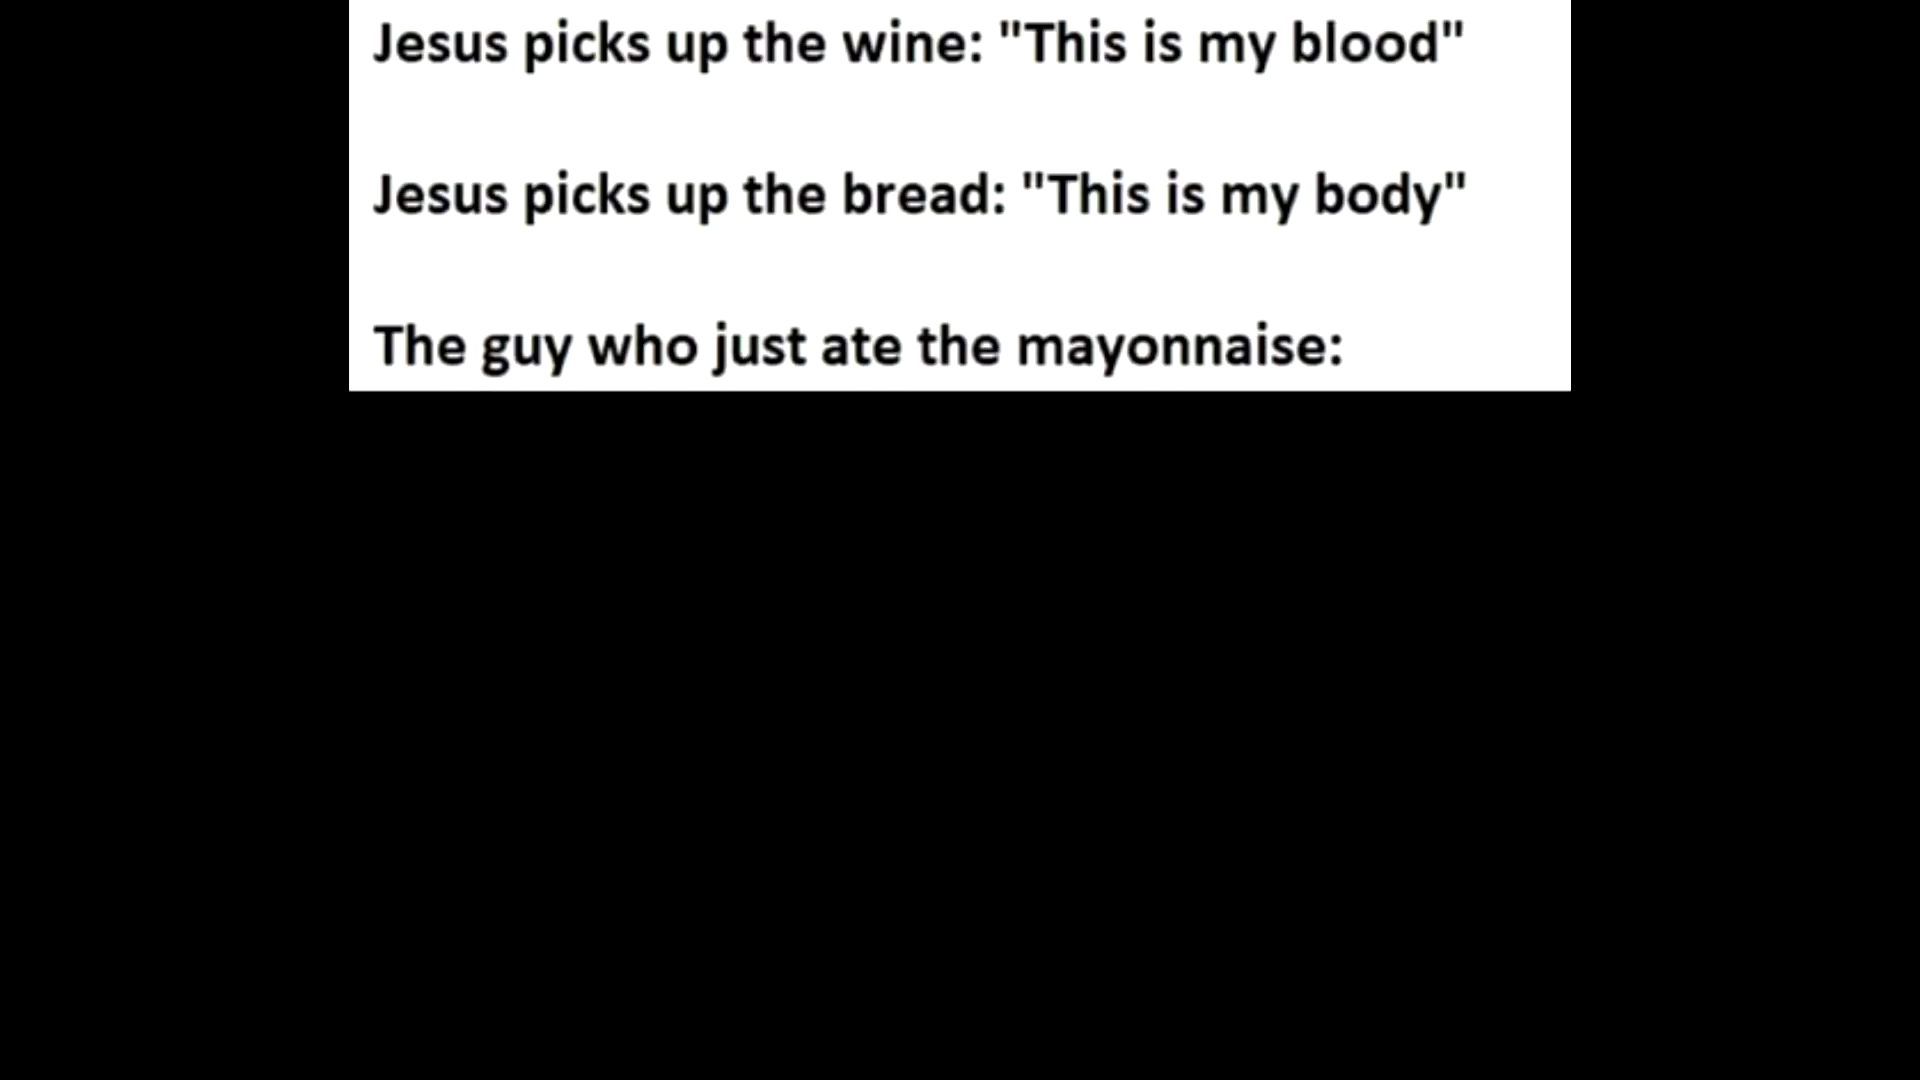 Jesus picks up the wine: "This is my blood"
Jesus picks up the bread: "This is my body"
The guy who just ate the mayonnaise: